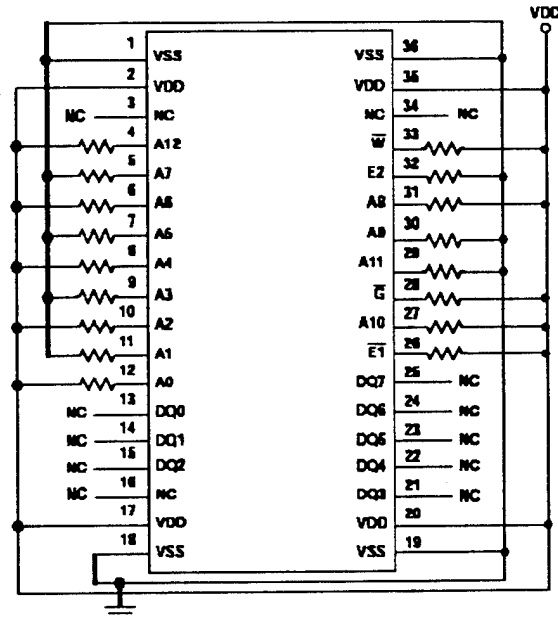 VDD
1 VSS VSS 36
2 VDD VDD 35
NC 3 NC NC 34 NC
4 A12 W 33
5 A7 E2 32
6 A6 A8 31
7 A5 A9 30
8 A4 A11 29
9 A3 G 28
10 A2 A10 27
11 A1 E1 26
12 A0 DQ7 25 NC
NC 13 DQ0 DQ6 24 NC
NC 14 DQ1 DQ5 23 NC
NC 15 DQ2 DQ4 22 NC
NC 16 NC DQ3 21 NC
17 VDD VDD 20
18 VSS VSS 19